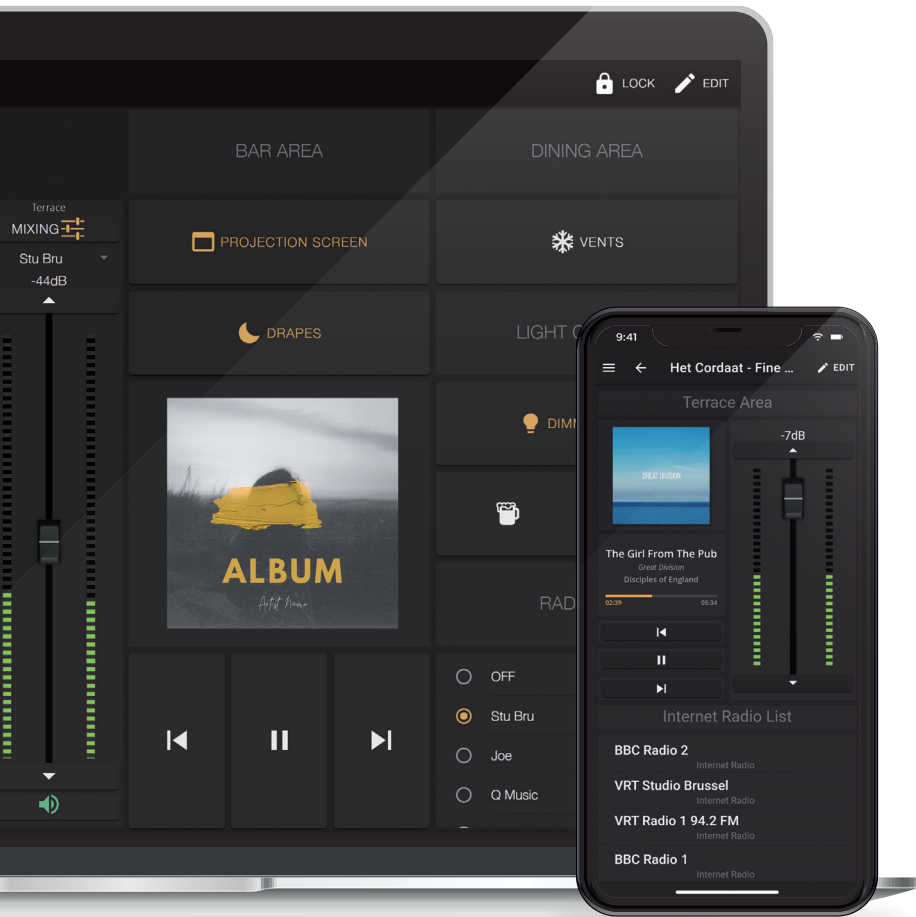 LOCK
EDIT
BAR AREA
DINING AREA
Terrace
MIXING
Stu Bru
-44dB
PROJECTION SCREEN
VENTS
DRAPES
LIGHT
ALBUM
Artist Name
OFF
Stu Bru
Joe
Q Music
9:41
Het Cordaat - Fine ...
EDIT
Terrace Area
GREAT DIVISION
-7dB
The Girl From The Pub
Great Division
Disciples of England
02:39
05:34
Internet Radio List
BBC Radio 2
Internet Radio
VRT Studio Brussel
Internet Radio
VRT Radio 1 94.2 FM
Internet Radio
BBC Radio 1
Internet Radio